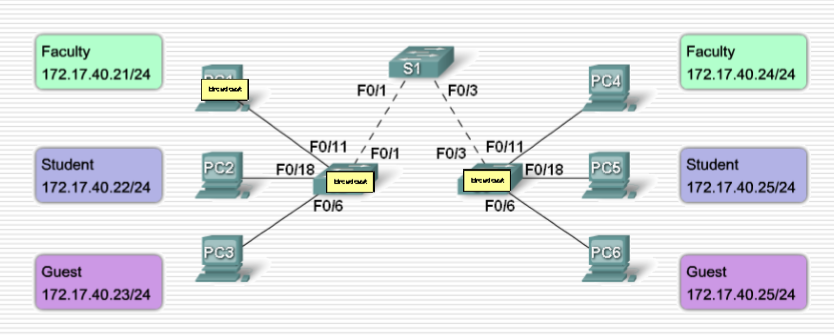 Faculty
172.17.40.21/24
S1
Faculty
172.17.40.24/24
Broadcast
PC4
F0/1
F0/3
F0/11
F0/1
F0/3
F0/11
Student
172.17.40.22/24
PC2
F0/18
Broadcast
Broadcast
F0/18
PC5
Student
172.17.40.25/24
F0/6
F0/6
Guest
172.17.40.23/24
PC3
PC6
Guest
172.17.40.25/24